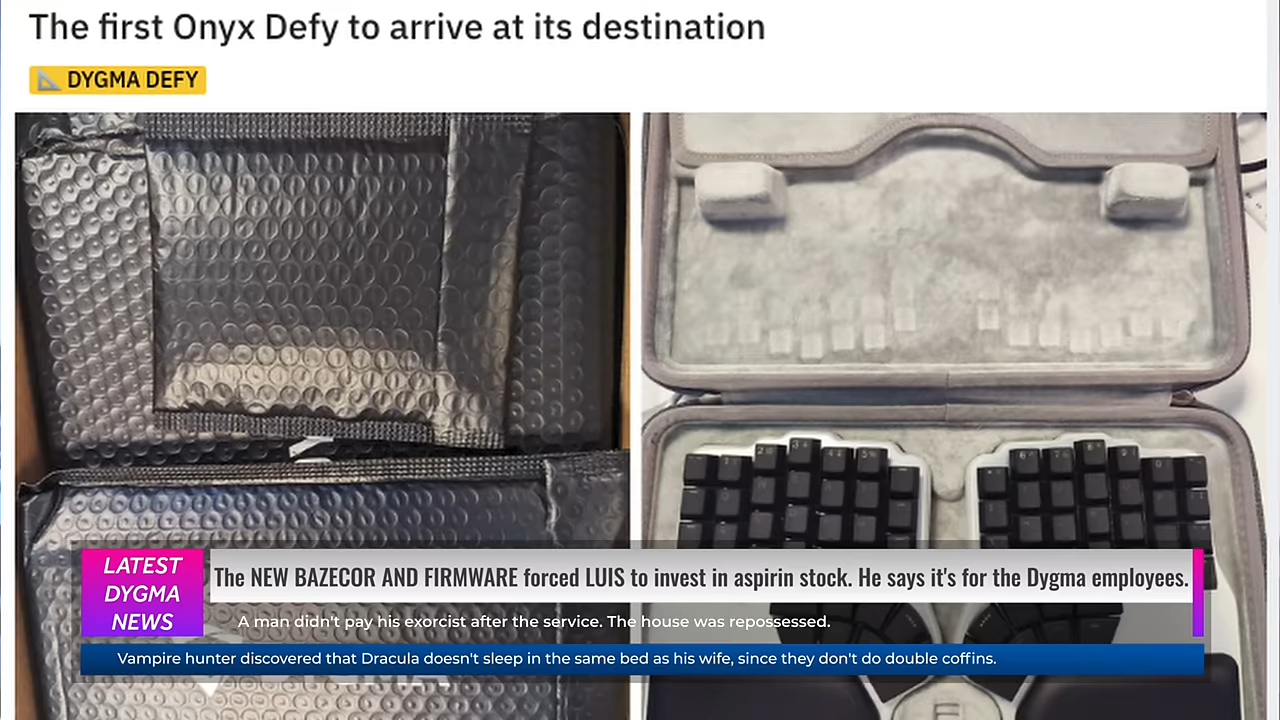 The first Onyx Defy to arrive at its destination
DYGMA DEFY
LATEST
DYGMA
NEWS
The NEW BAZECOR AND FIRMWARE forced LUIS to invest in aspirin stock. He says it's for the Dygma employees.
A man didn't pay his exorcist after the service. The house was repossessed.
Vampire hunter discovered that Dracula doesn't sleep in the same bed as his wife, since they don't do double coffins.